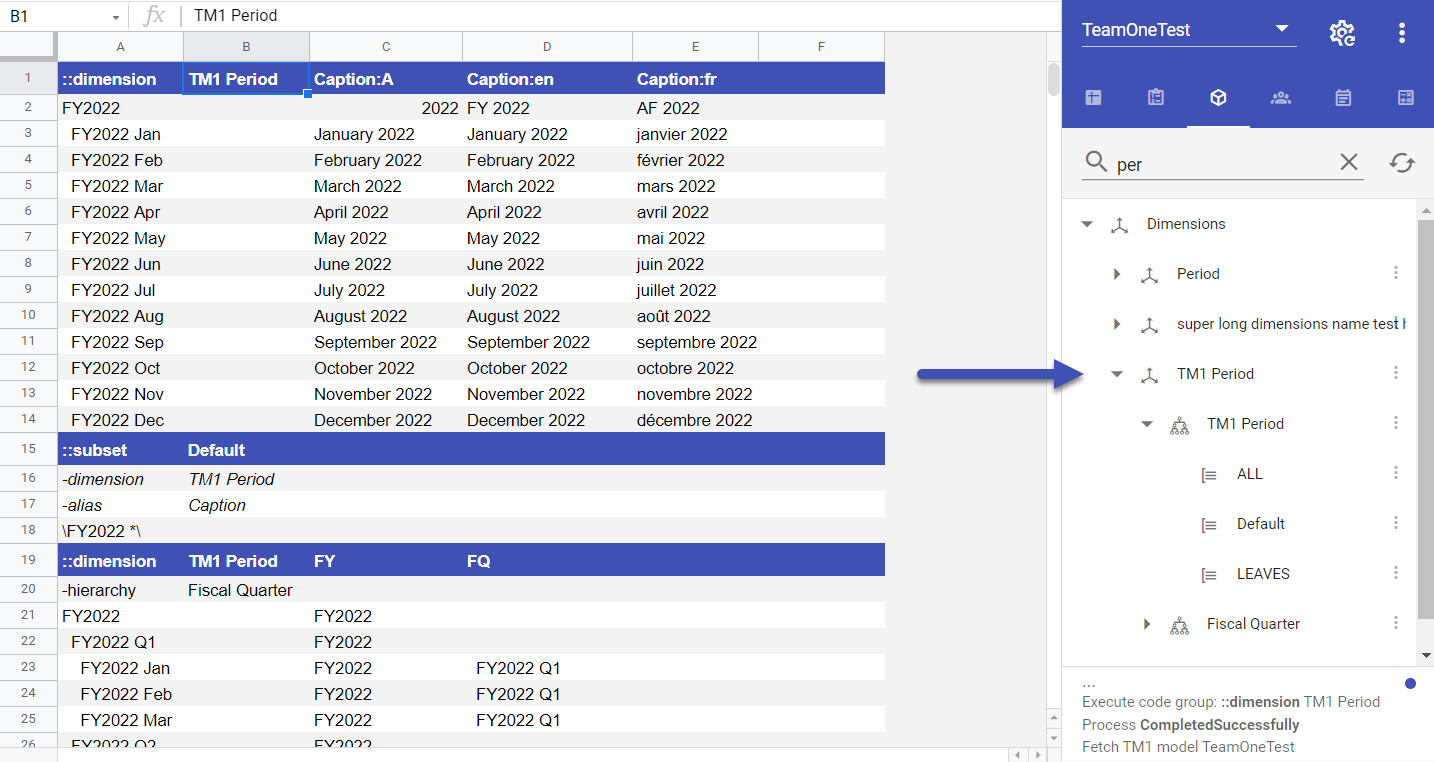 B1 fx TM1 Period
A B C D E F
1 ::dimension TM1 Period Caption:A Caption:en Caption:fr
2 FY2022 2022 FY 2022 AF 2022
3 FY2022 Jan January 2022 January 2022 janvier 2022
4 FY2022 Feb February 2022 February 2022 février 2022
5 FY2022 Mar March 2022 March 2022 mars 2022
6 FY2022 Apr April 2022 April 2022 avril 2022
7 FY2022 May May 2022 May 2022 mai 2022
8 FY2022 Jun June 2022 June 2022 juin 2022
9 FY2022 Jul July 2022 July 2022 juillet 2022
10 FY2022 Aug August 2022 August 2022 août 2022
11 FY2022 Sep September 2022 September 2022 septembre 2022
12 FY2022 Oct October 2022 October 2022 octobre 2022
13 FY2022 Nov November 2022 November 2022 novembre 2022
14 FY2022 Dec December 2022 December 2022 décembre 2022
15 ::subset Default
16 -dimension TM1 Period
17 -alias Caption
18 \FY2022 *\
19 ::dimension TM1 Period FY FQ
20 -hierarchy Fiscal Quarter
21 FY2022 FY2022
22 FY2022 Q1 FY2022
23 FY2022 Jan FY2022 FY2022 Q1
24 FY2022 Feb FY2022 FY2022 Q1
25 FY2022 Mar FY2022 FY2022 Q1
26 FY2022 Q2 FY2022
TeamOneTest
per
Dimensions
Period
super long dimensions name test
TM1 Period
TM1 Period
ALL
Default
LEAVES
Fiscal Quarter
...
Execute code group: ::dimension TM1 Period
Process CompletedSuccessfully
Fetch TM1 model TeamOneTest